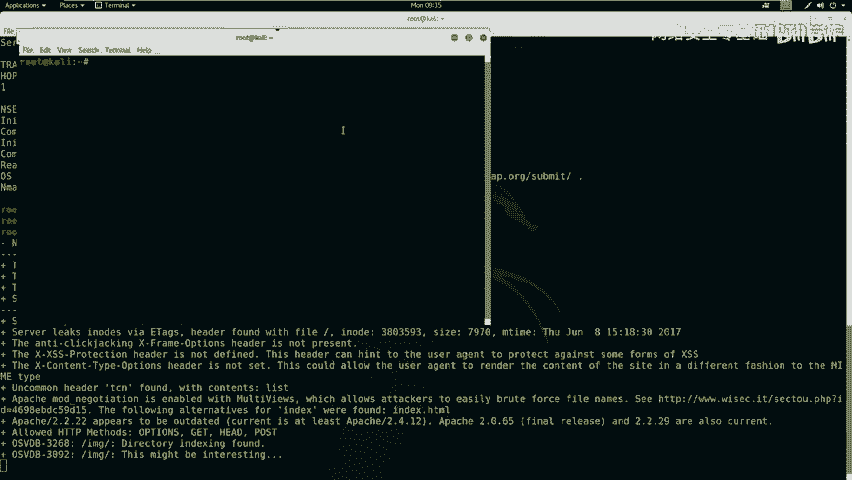 Applications ▾ Places ▾ Terminal ▾ Mon 09:35
root@kali: ~
File
root@kali: ~
File Edit View Search Terminal Help
Ser
root@kali:~#
TRA
HOP
1
NSE
Ini
Com
Ini
Com
Rea
OS ap.org/submit/ .
Nma
roo
roo
roo
- N
---
+ T
+ T
+ T
+ S
---
+ S
+ Server leaks inodes via ETags, header found with file /, inode: 3803593, size: 7970, mtime: Thu Jun  8 15:18:30 2017
+ The anti-clickjacking X-Frame-Options header is not present.
+ The X-XSS-Protection header is not defined. This header can hint to the user agent to protect against some forms of XSS
+ The X-Content-Type-Options header is not set. This could allow the user agent to render the content of the site in a different fashion to the MI
ME type
+ Uncommon header 'tcn' found, with contents: list
+ Apache mod_negotiation is enabled with MultiViews, which allows attackers to easily brute force file names. See http://www.wisec.it/sectou.php?i
d=4698ebdc59d15. The following alternatives for 'index' were found: index.html
+ Apache/2.2.22 appears to be outdated (current is at least Apache/2.4.12). Apache 2.0.65 (final release) and 2.2.29 are also current.
+ Allowed HTTP Methods: OPTIONS, GET, HEAD, POST
+ OSVDB-3268: /img/: Directory indexing found.
+ OSVDB-3092: /img/: This might be interesting...